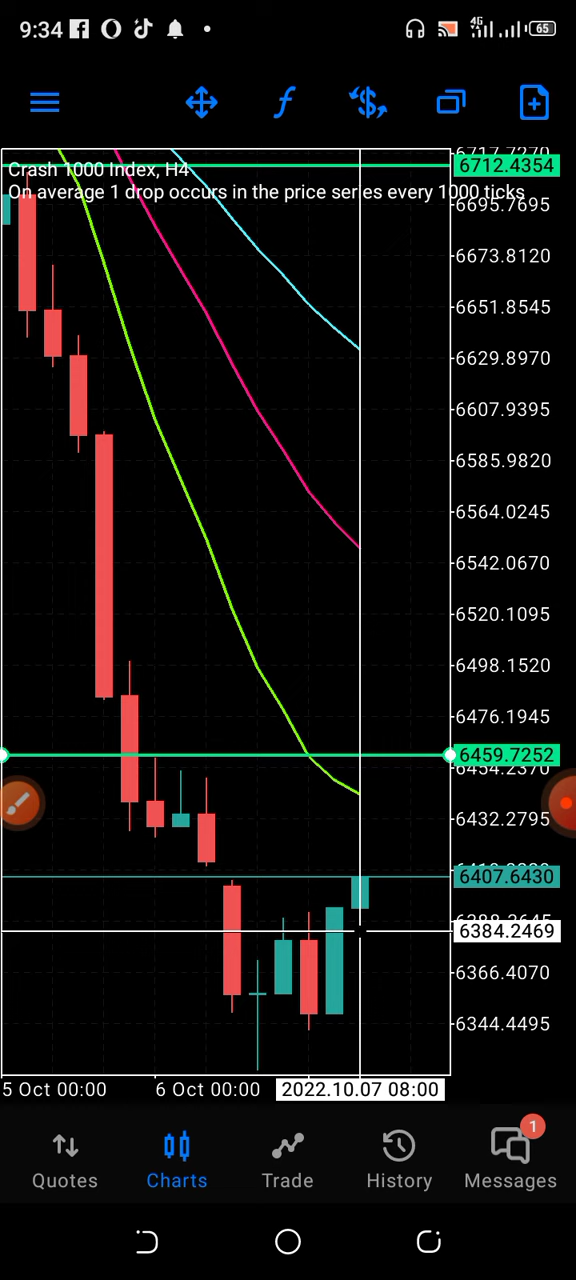 9:34
4G
65
Crash 1000 Index, H4
On average 1 drop occurs in the price series every 1000 ticks
6712.4354
6695.7695
6673.8120
6651.8545
6629.8970
6607.9395
6585.9820
6564.0245
6542.0670
6520.1095
6498.1520
6476.1945
6459.7252
6432.2795
6407.6430
6384.2469
6366.4070
6344.4495
5 Oct 00:00
6 Oct 00:00
2022.10.07 08:00
1
Quotes
Charts
Trade
History
Messages